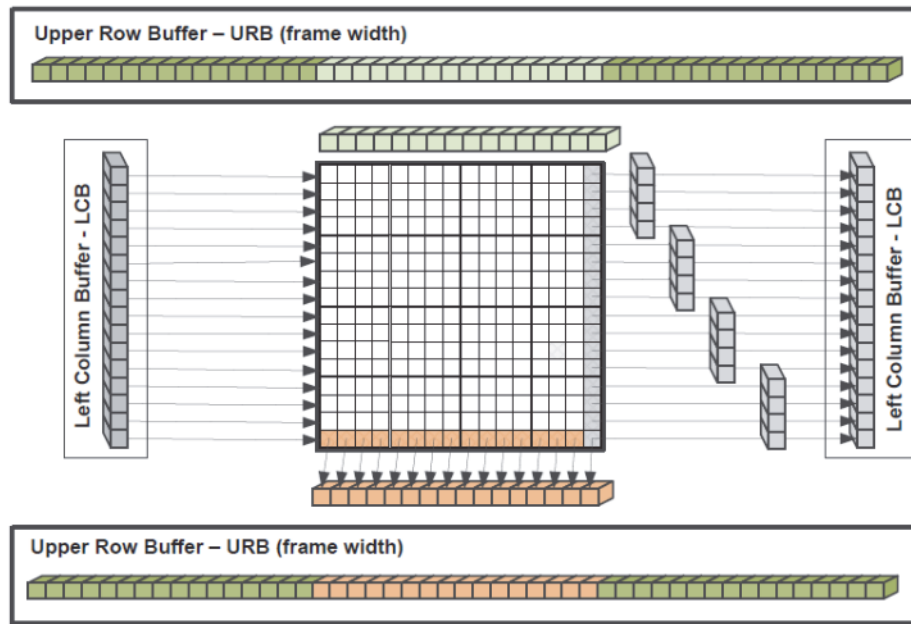 Upper Row Buffer – URB (frame width)
Left Column Buffer - LCB
Left Column Buffer - LCB
Upper Row Buffer – URB (frame width)